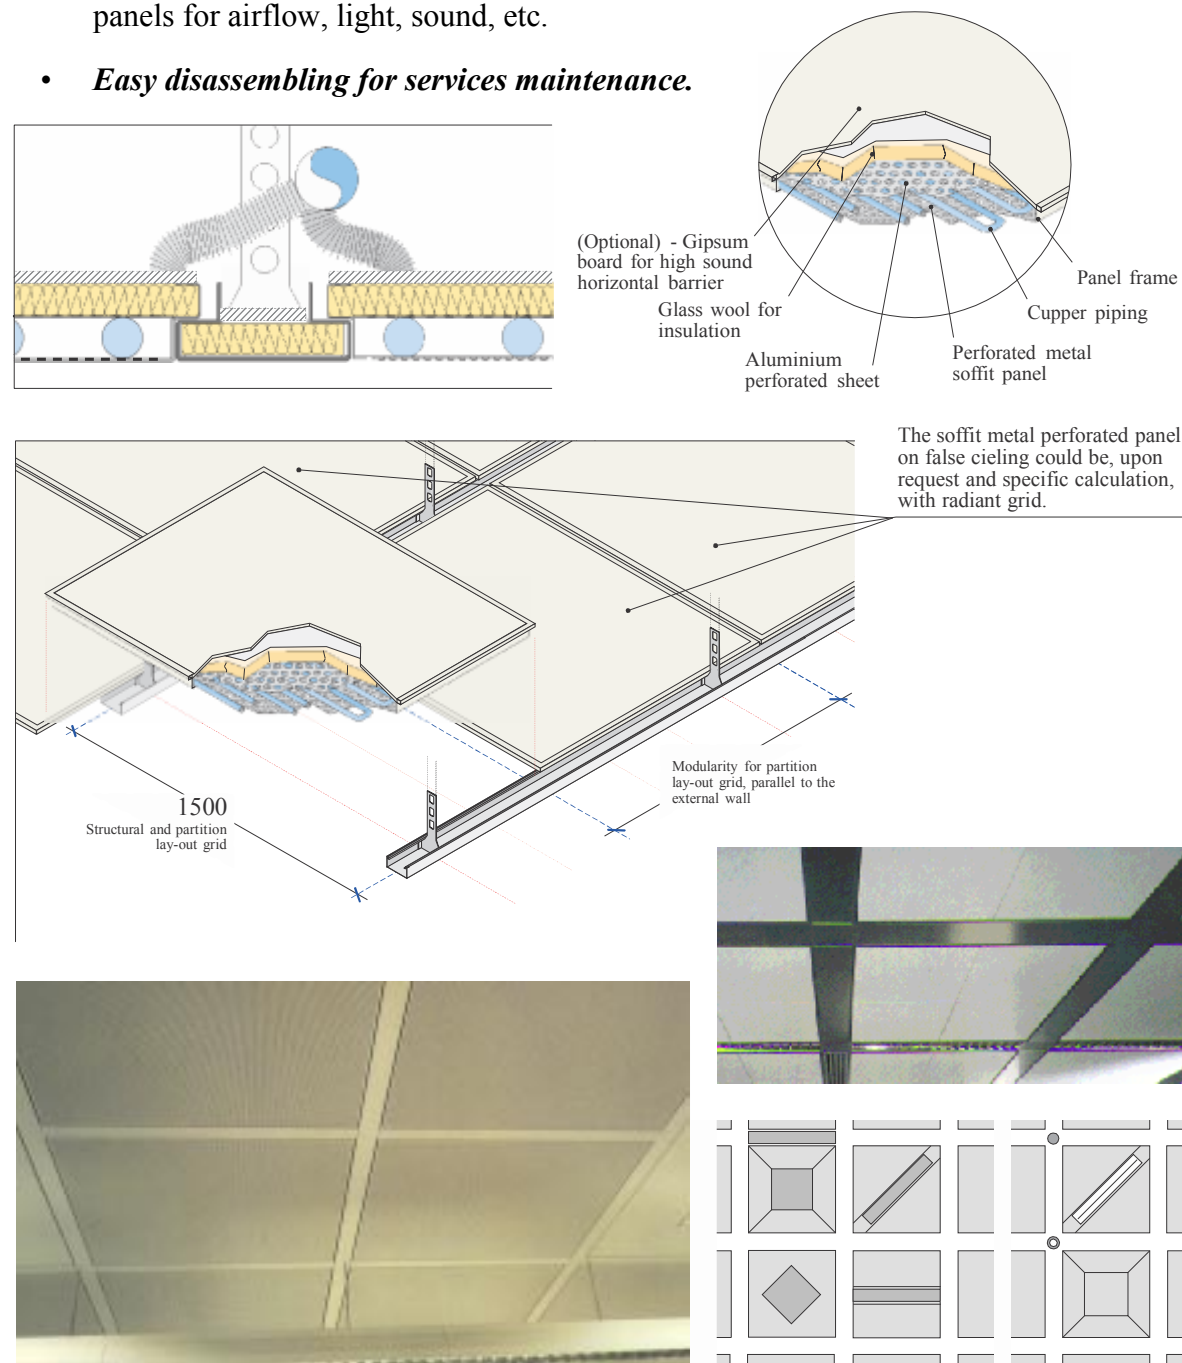 panels for airflow, light, sound, etc.
• Easy disassembling for services maintenance.
(Optional) - Gipsum
board for high sound
horizontal barrier
Glass wool for
insulation
Aluminium
perforated sheet
Perforated metal
soffit panel
Cupper piping
Panel frame
The soffit metal perforated panel
on false cieling could be, upon
request and specific calculation,
with radiant grid.
1500
Structural and partition
lay-out grid
Modularity for partition
lay-out grid, parallel to the
external wall